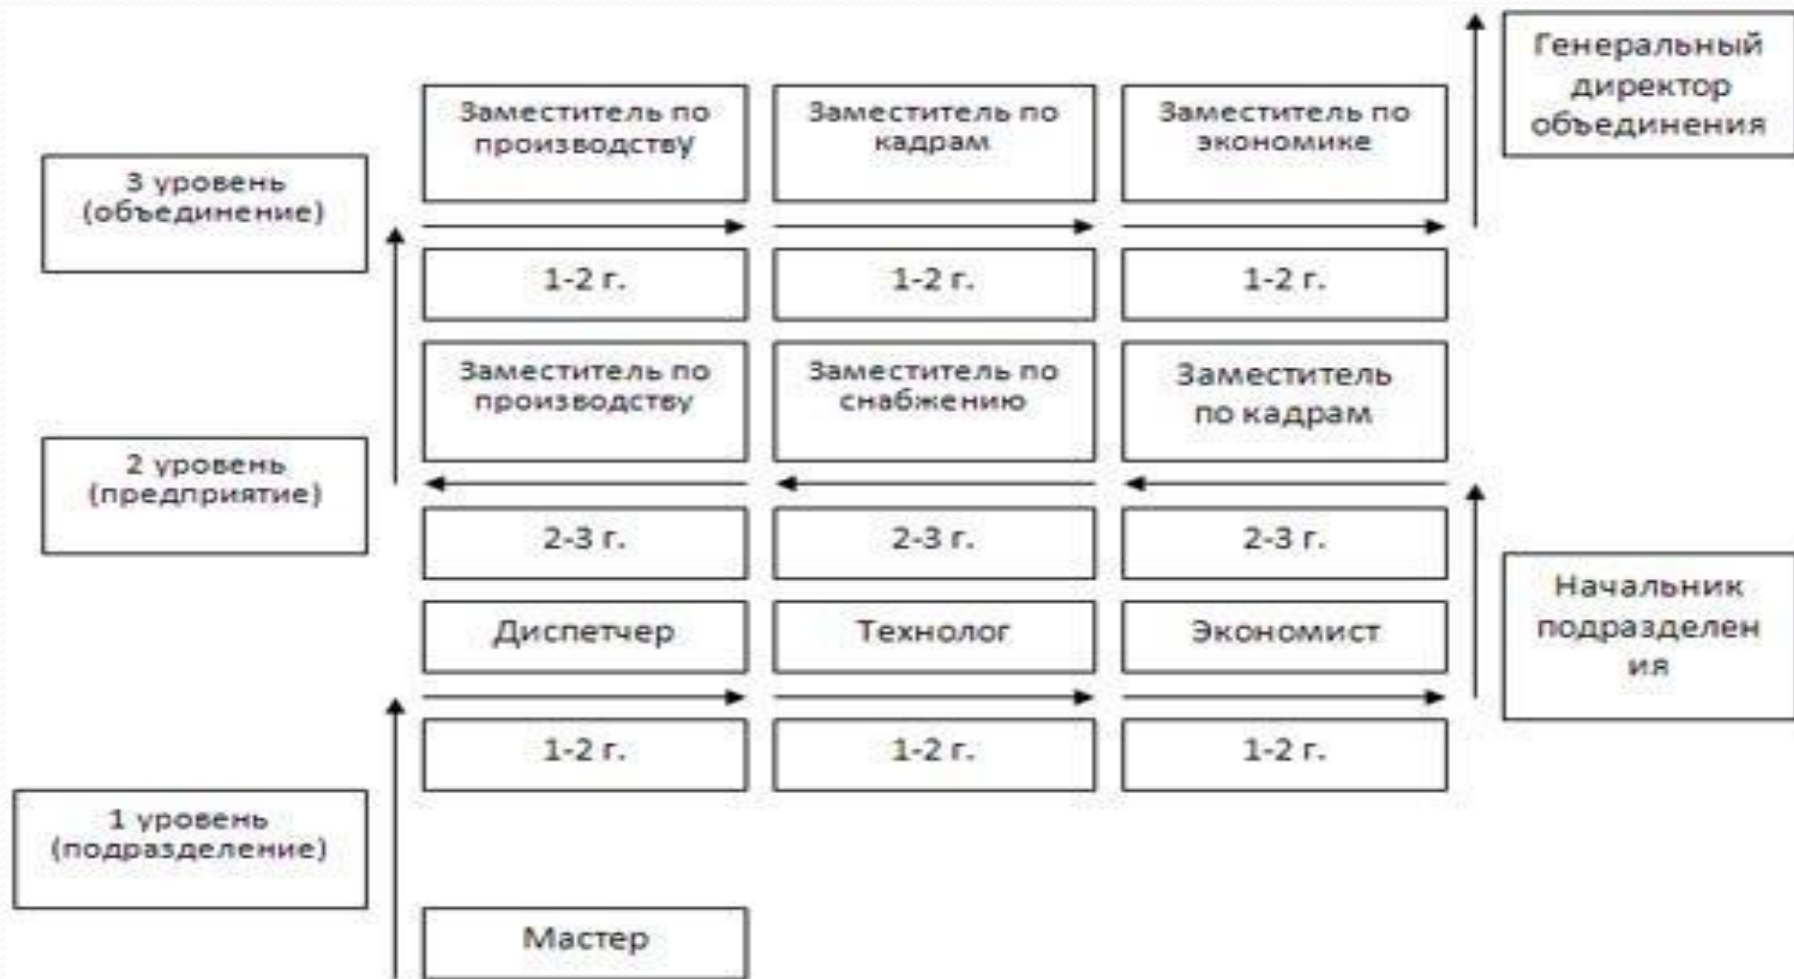 Генеральный
директор
объединения
Заместитель по
производству
Заместитель по
кадрам
Заместитель по
экономике
3 уровень
(объединение)
1-2 г.
1-2 г.
1-2 г.
Заместитель по
производству
Заместитель по
снабжению
Заместитель
по кадрам
2 уровень
(предприятие)
2-3 г.
2-3 г.
2-3 г.
Начальник
подразделен
ия
Диспетчер
Технолог
Экономист
1-2 г.
1-2 г.
1-2 г.
1 уровень
(подразделение)
Мастер